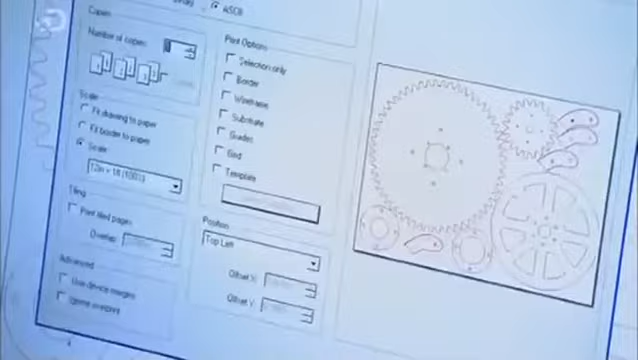 ASCII
Copies
Number of copies:
Scale
Fit drawing to paper
Fit border to paper
Scale
Tiling
Print tiled pages
Overlap:
Advanced
Use device margins
Print Options
Selection only
Border
Wireframe
Substrate
Guides
Grid
Template
Position
Top Left
Offset X:
Offset Y: